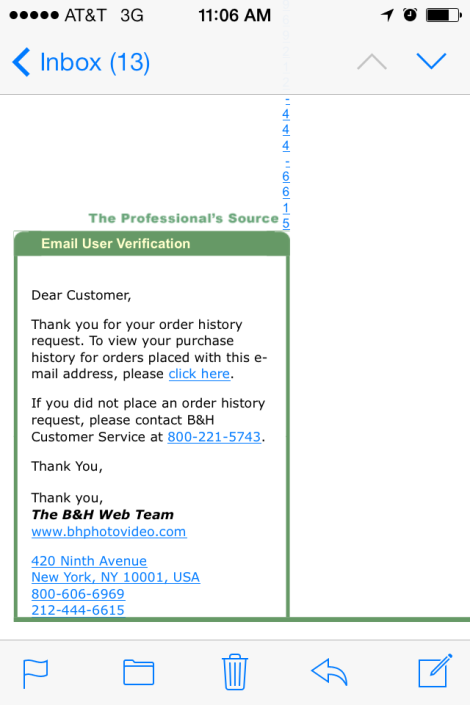 AT&T 3G 11:06 AM
Inbox (13)
-
4
4
4
-
6
6
1
5
The Professional's Source
Email User Verification
Dear Customer,
Thank you for your order history
request. To view your purchase
history for orders placed with this e-
mail address, please click here.
If you did not place an order history
request, please contact B&H
Customer Service at 800-221-5743.
Thank You,
Thank you,
The B&H Web Team
www.bhphotovideo.com
420 Ninth Avenue
New York, NY 10001, USA
800-606-6969
212-444-6615